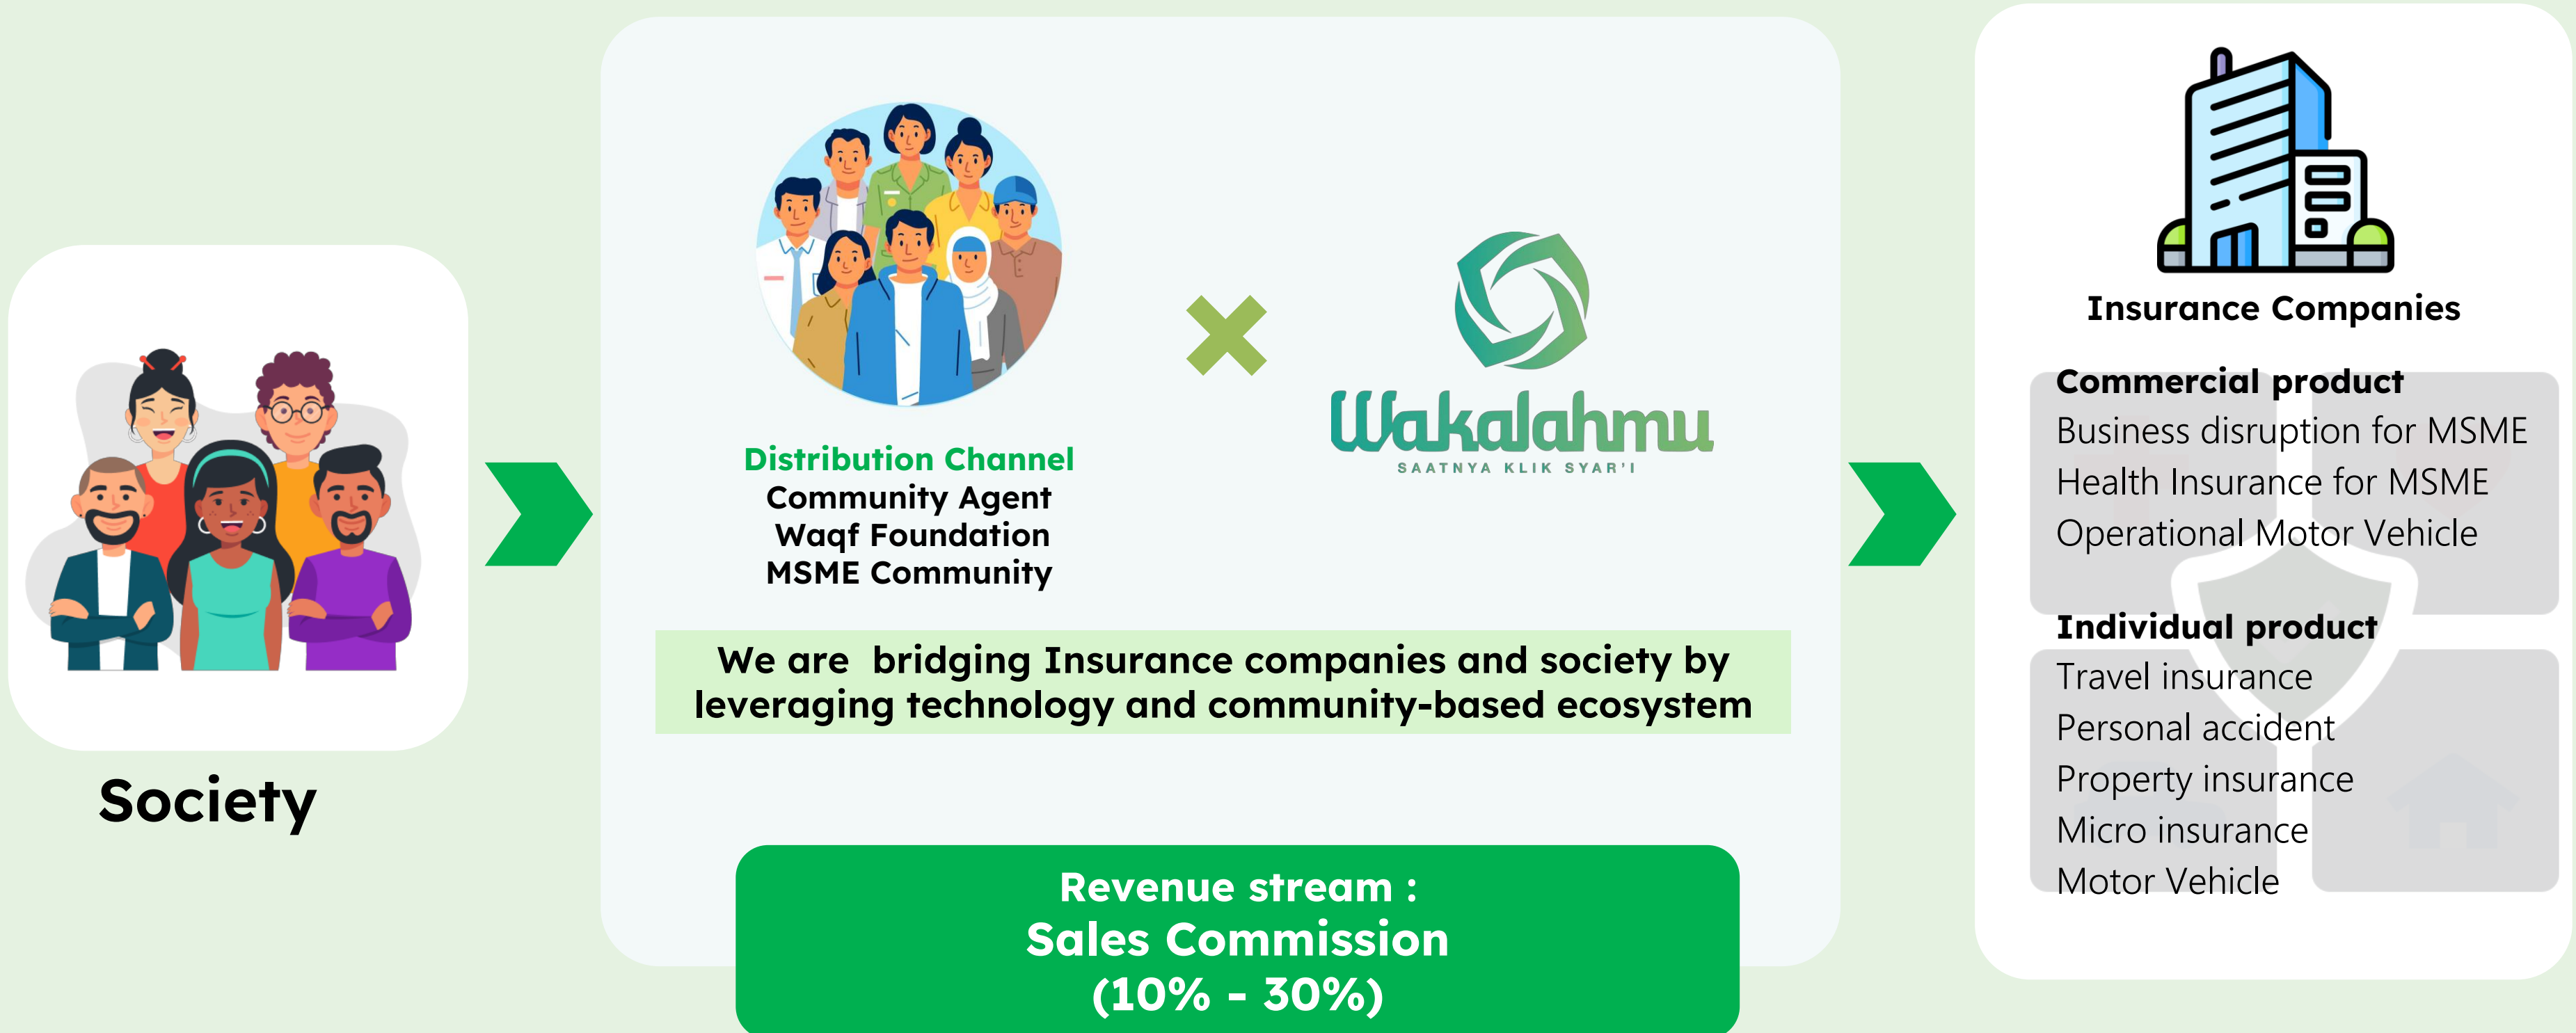 Society
Distribution Channel
Community Agent
Waqf Foundation
MSME Community
Wakalahmu
SAATNYA KLIK SYAR'I
We are  bridging Insurance companies and society by
leveraging technology and community-based ecosystem
Revenue stream :
Sales Commission
(10% - 30%)
Insurance Companies
Commercial product
Business disruption for MSME
Health Insurance for MSME
Operational Motor Vehicle
Individual product
Travel insurance
Personal accident
Property insurance
Micro insurance
Motor Vehicle